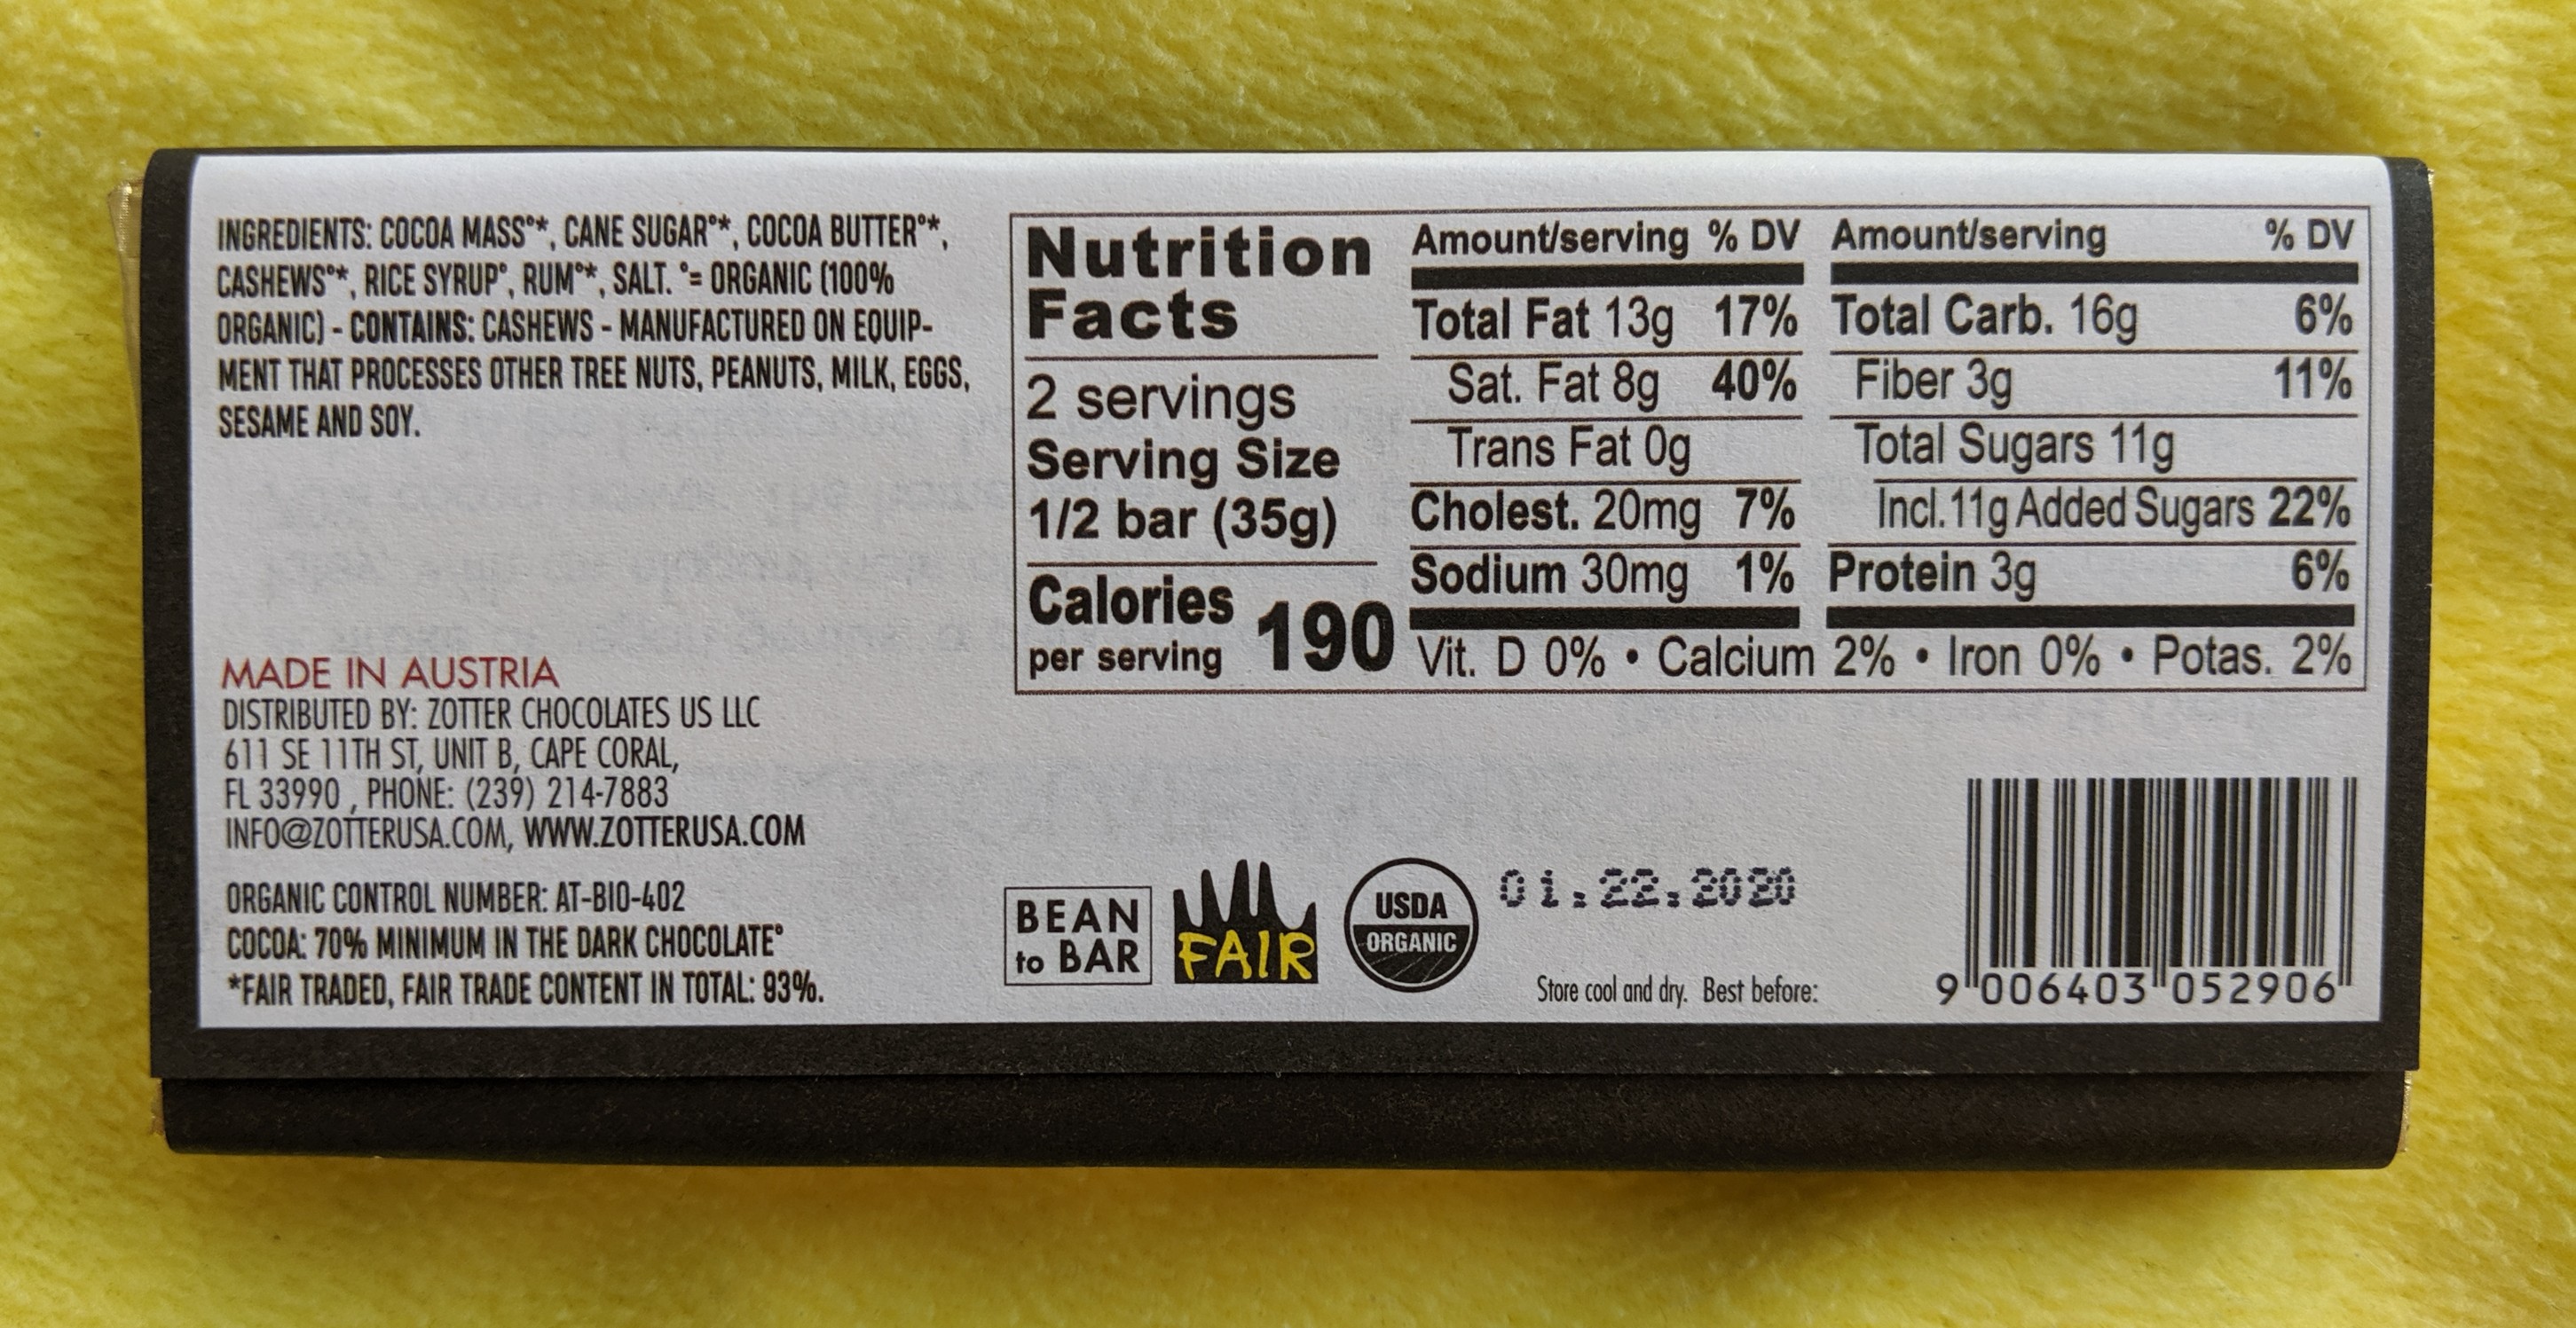 INGREDIENTS: COCOA MASS°*, CANE SUGAR°*, COCOA BUTTER°*,
CASHEWS°*, RICE SYRUP°, RUM°*, SALT. °= ORGANIC (100%
ORGANIC) - CONTAINS: CASHEWS - MANUFACTURED ON EQUIP-
MENT THAT PROCESSES OTHER TREE NUTS, PEANUTS, MILK, EGGS,
SESAME AND SOY.
MADE IN AUSTRIA
DISTRIBUTED BY: ZOTTER CHOCOLATES US LLC
611 SE 11TH ST, UNIT B, CAPE CORAL,
FL 33990 , PHONE: (239) 214-7883
INFO@ZOTTERUSA.COM, WWW.ZOTTERUSA.COM
ORGANIC CONTROL NUMBER: AT-BIO-402
COCOA: 70% MINIMUM IN THE DARK CHOCOLATE°
*FAIR TRADED, FAIR TRADE CONTENT IN TOTAL: 93%.
Nutrition
Facts
2 servings
Serving Size
1/2 bar (35g)
Calories
per serving 190
Amount/serving % DV
Total Fat 13g 17%
Sat. Fat 8g 40%
Trans Fat 0g
Cholest. 20mg 7%
Sodium 30mg 1%
Amount/serving % DV
Total Carb. 16g 6%
Fiber 3g 11%
Total Sugars 11g
Incl. 11g Added Sugars 22%
Protein 3g 6%
Vit. D 0% • Calcium 2% • Iron 0% • Potas. 2%
BEAN
to BAR
FAIR
USDA
ORGANIC
01.22.2020
Store cool and dry. Best before:
9 006403 052906